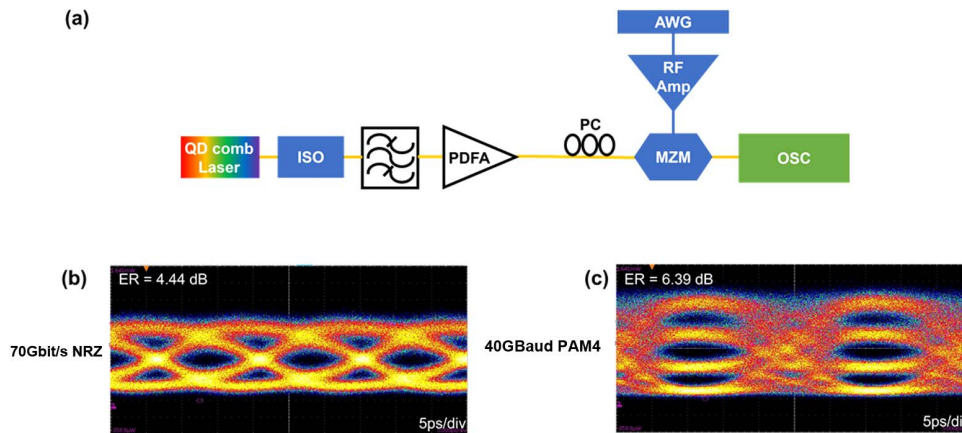 (a)
AWG
RF
Amp
PC
QD comb
Laser
ISO
PDFA
MZM
OSC
(b)
ER = 4.44 dB
70Gbit/s NRZ
5ps/div
(c)
ER = 6.39 dB
40GBaud PAM4
5ps/di